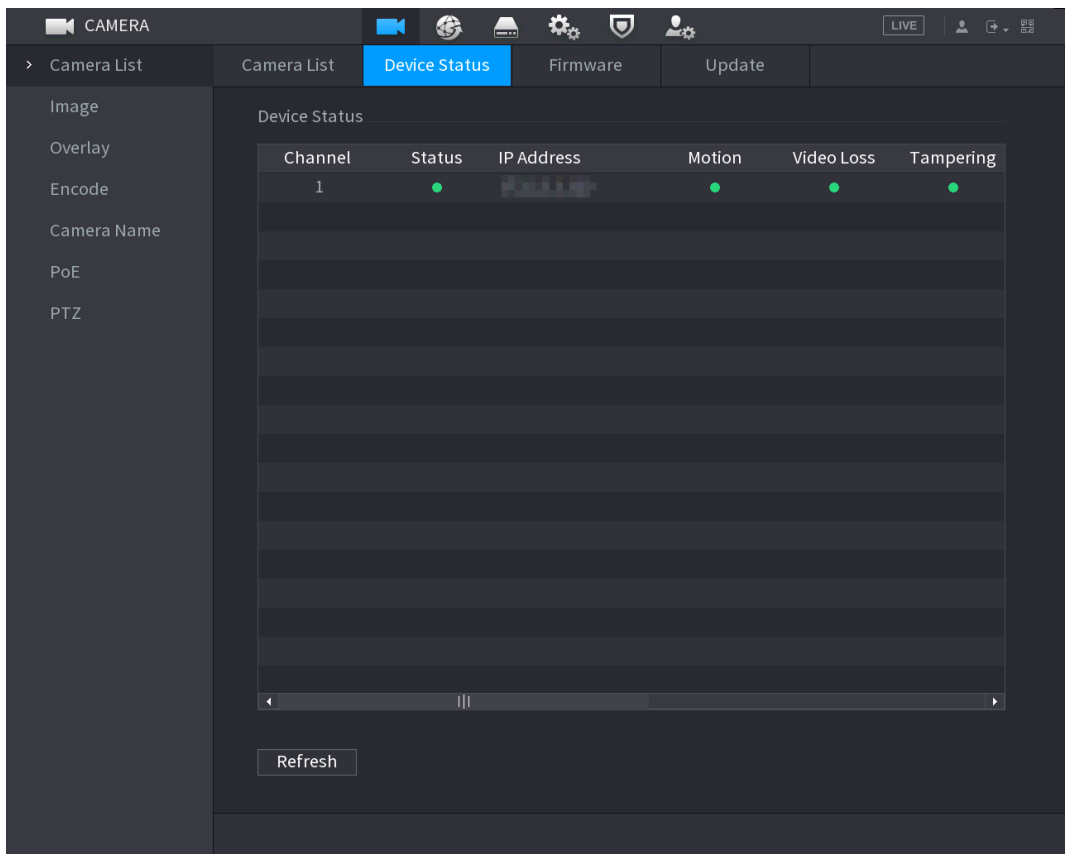 CAMERA
LIVE
Camera List
Image
Overlay
Encode
Camera Name
PoE
PTZ
Camera List Device Status Firmware Update
Device Status
Channel Status IP Address Motion Video Loss Tampering
1
Refresh